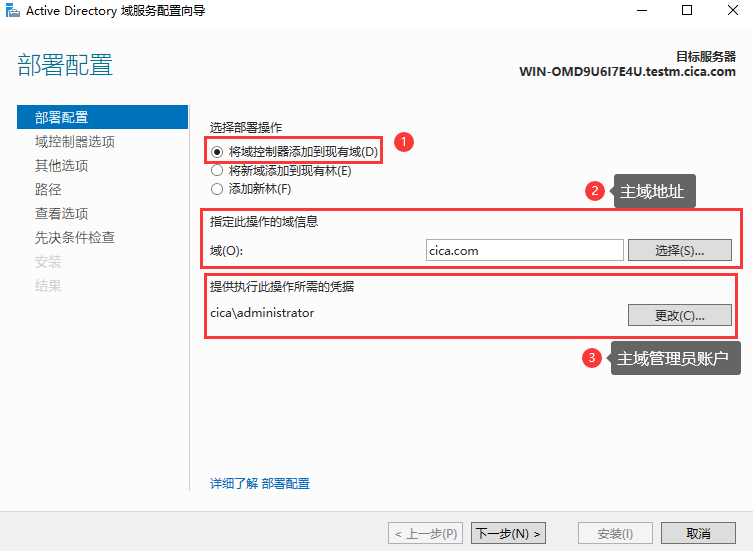 Active Directory 域服务配置向导
部署配置
目标服务器
WIN-OMD9U6I7E4U.testm.cica.com
部署配置
域控制器选项
其他选项
路径
查看选项
先决条件检查
安装
结果
选择部署操作
将域控制器添加到现有域(D)
1
将新域添加到现有林(E)
添加新林(F)
2
主域地址
指定此操作的域信息
域(O):
cica.com
选择(S)...
提供执行此操作所需的凭据
cica\administrator
更改(C)...
3
主域管理员账户
详细了解 部署配置
< 上一步(P)
下一步(N) >
安装(I)
取消